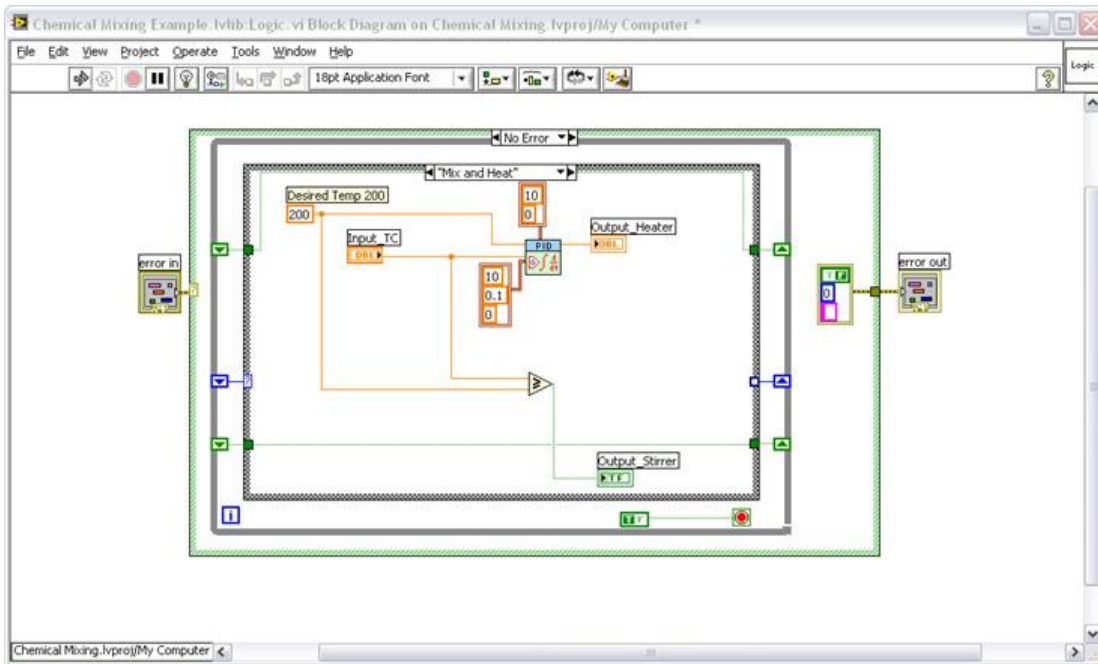 Chemical Mixing Example.lvlib:Logic.vi Block Diagram on Chemical Mixing.lvproj/My Computer *
File Edit View Project Operate Tools Window Help
18pt Application Font
?
Logic
No Error
"Mix and Heat"
Desired Temp 200
200
10
0
Output_Heater
DBL
Input_TC
DBL
PID
error in
?
10
0.1
0
T F
0
error out
?
Output_Stirrer
TF
i
T F
Chemical Mixing.lvproj/My Computer